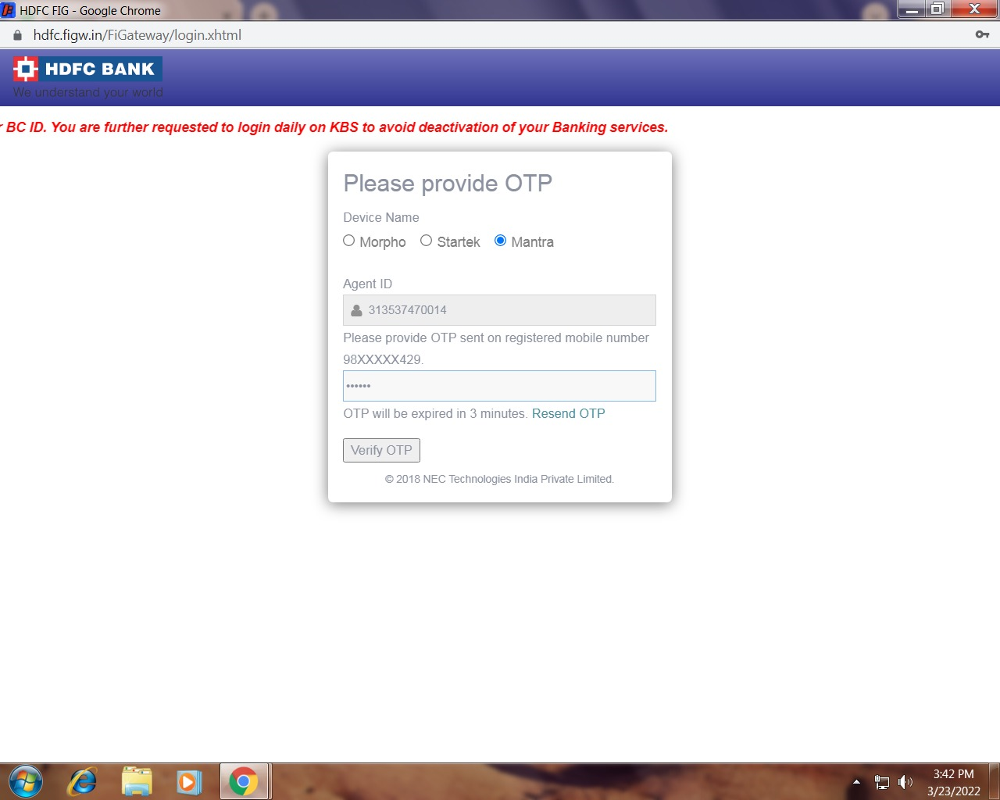 HDFC FIG - Google Chrome
hdfc.figw.in/FiGateway/login.xhtml
HDFC BANK
We understand your world
BC ID. You are further requested to login daily on KBS to avoid deactivation of your Banking services.
Please provide OTP
Device Name
Morpho Startek Mantra
Agent ID
313537470014
Please provide OTP sent on registered mobile number
98XXXXX429.
••••••
OTP will be expired in 3 minutes. Resend OTP
Verify OTP
© 2018 NEC Technologies India Private Limited.
3:42 PM
3/23/2022